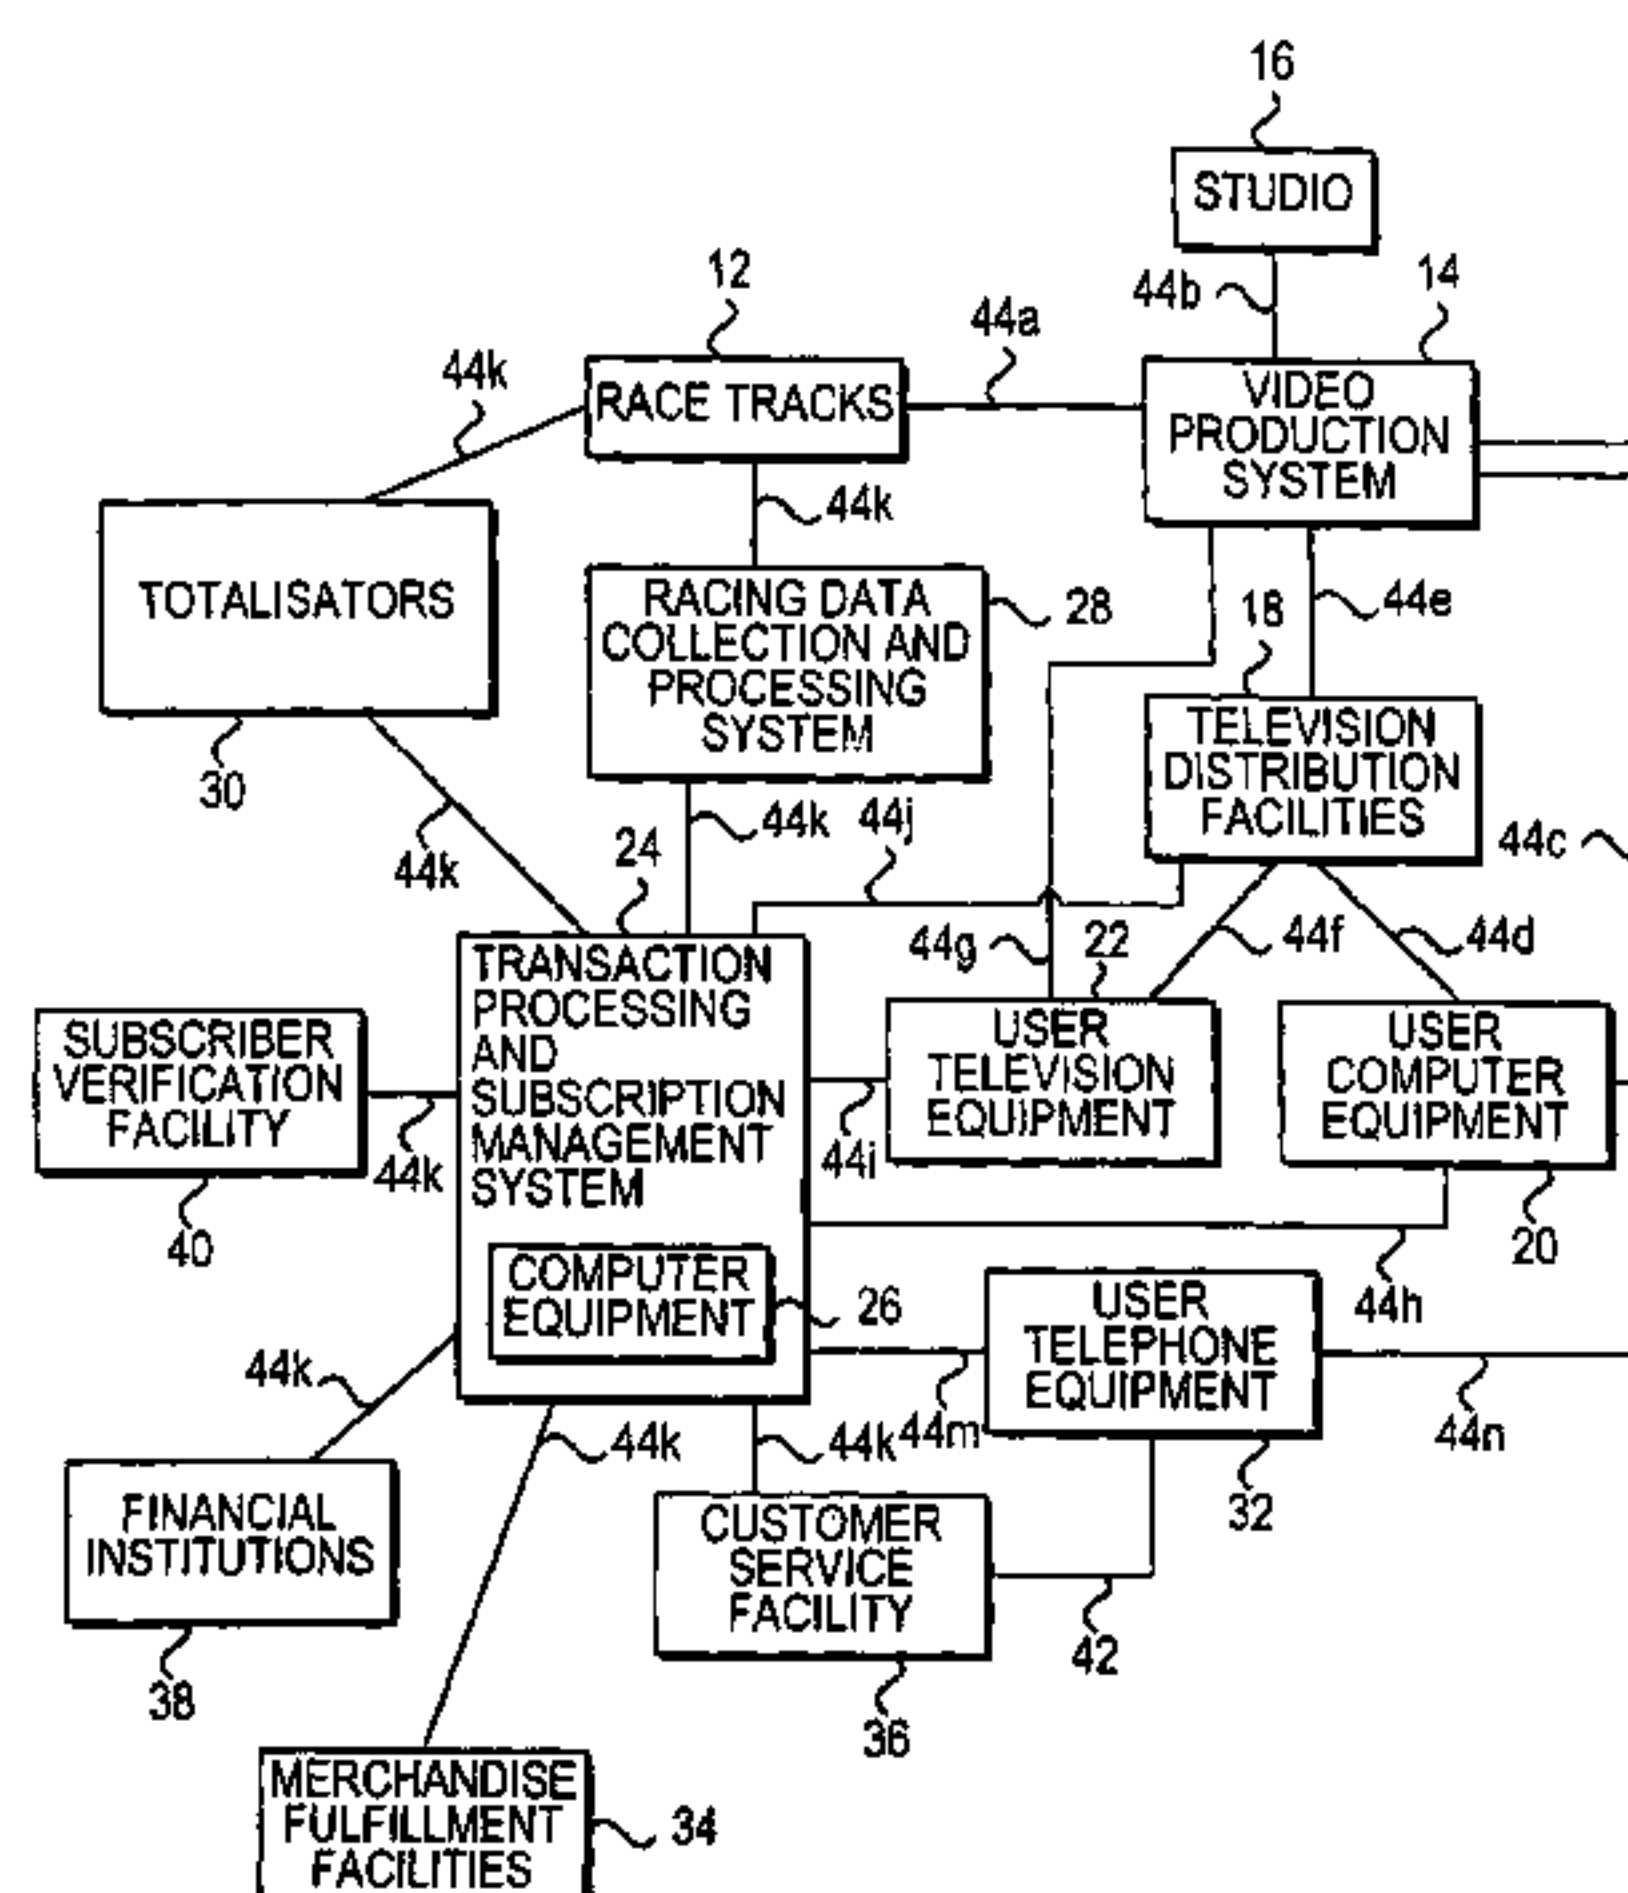 16
STUDIO
44b
14
12
44a
44k
RACE TRACKS
VIDEO
PRODUCTION
SYSTEM
44k
TOTALISATORS
RACING DATA
COLLECTION AND
PROCESSING
SYSTEM
28
18
44e
30
TELEVISION
DISTRIBUTION
FACILITIES
44k
24
44k
44j
44c
44g
22
44f
44d
TRANSACTION
PROCESSING
AND
SUBSCRIPTION
MANAGEMENT
SYSTEM
SUBSCRIBER
VERIFICATION
FACILITY
44k
40
44i
USER
TELEVISION
EQUIPMENT
USER
COMPUTER
EQUIPMENT
20
44h
COMPUTER
EQUIPMENT
26
USER
TELEPHONE
EQUIPMENT
44k
44k
44k
44m
44n
32
FINANCIAL
INSTITUTIONS
38
CUSTOMER
SERVICE
FACILITY
42
36
MERCHANDISE
FULFILLMENT
FACILITIES
34